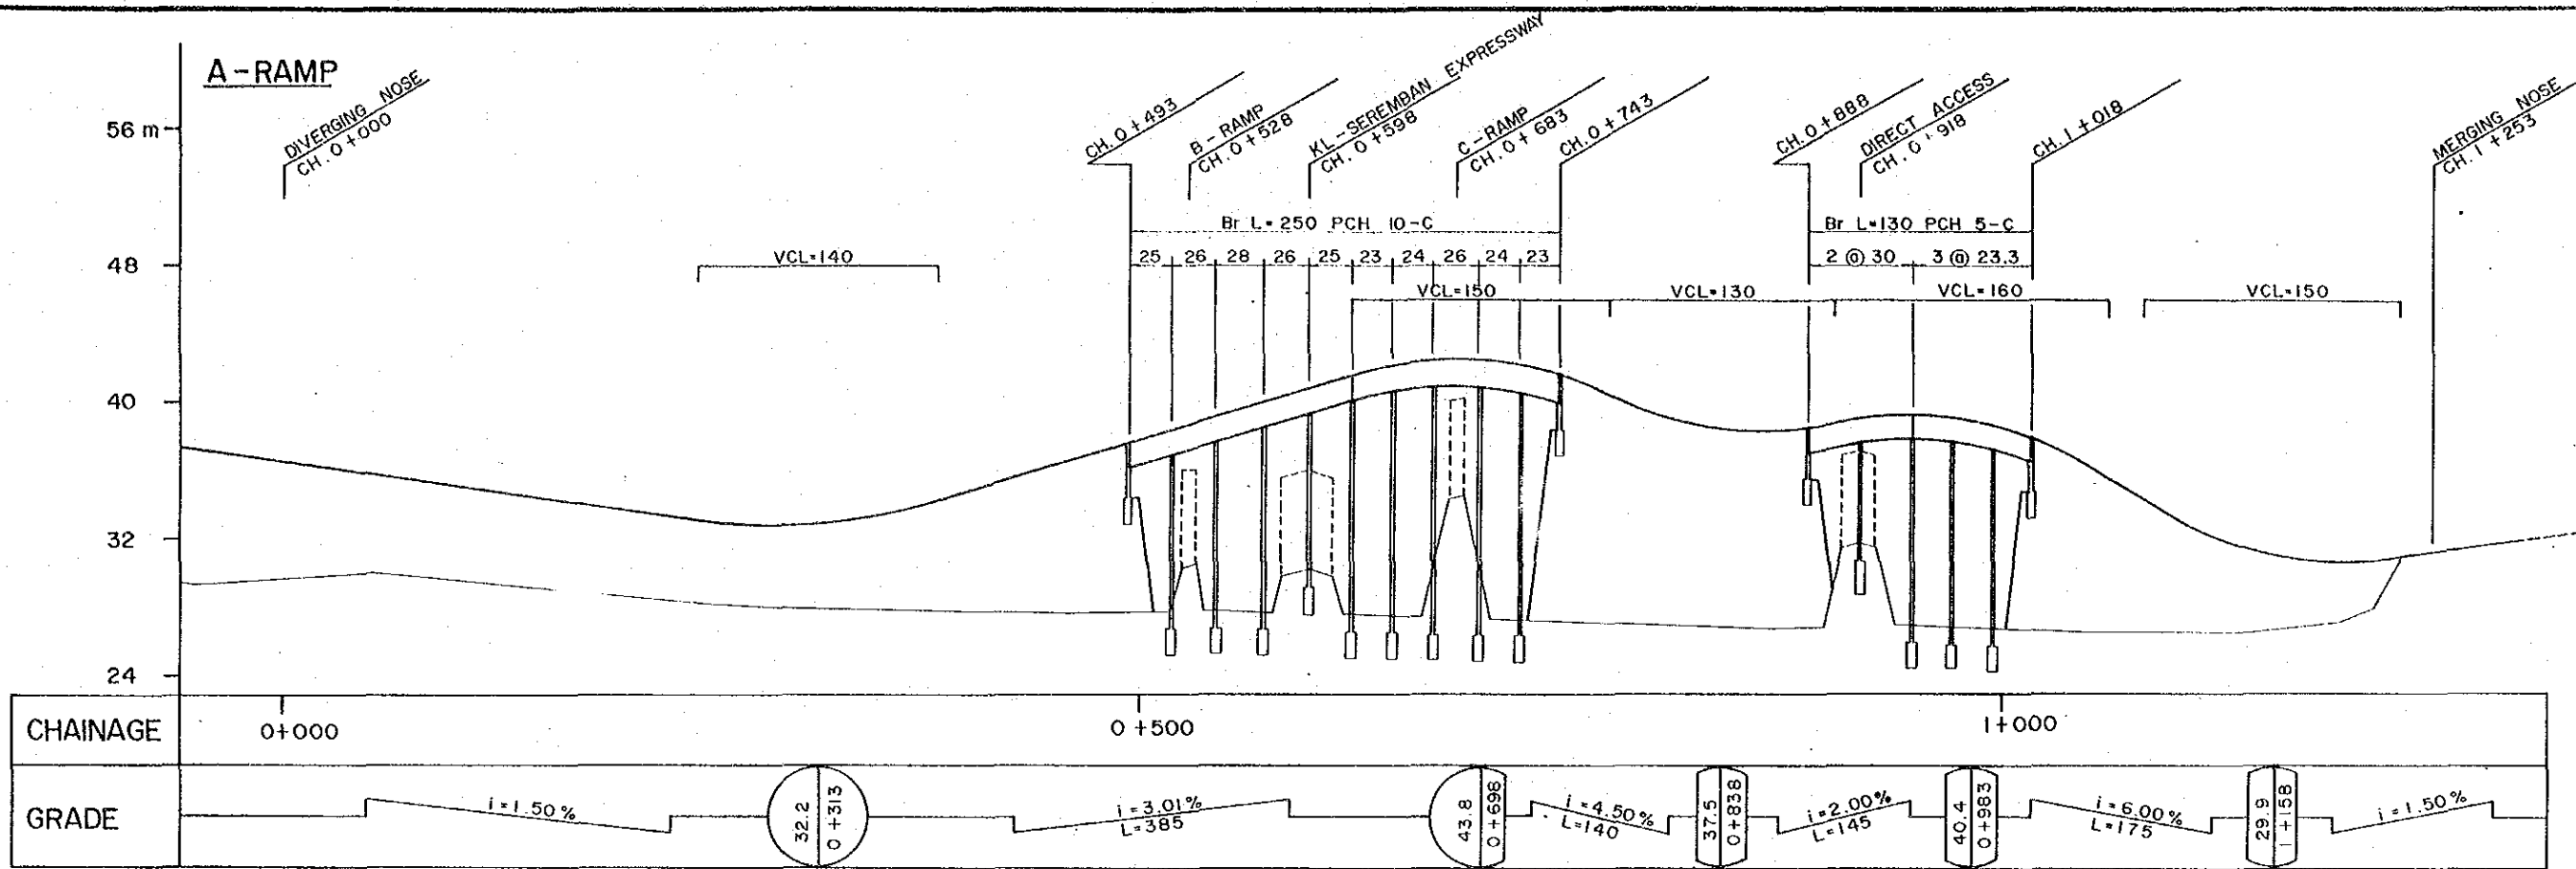 A-RAMP
DIVERGING NOSE
CH. 0+000
CH. 0+493
B-RAMP
CH. 0+528
KL-SEREMBAN EXPRESSWAY
CH. 0+598
C-RAMP
CH. 0+683
CH. 0+743
CH. 0+888
DIRECT ACCESS
CH. 0+918
CH. 1+018
MERGING NOSE
CH. 1+253
56 m
48
40
32
24
Br L=250 PCH 10-C
25 26 28 26 25 23 24 26 24 23
Br L=130 PCH 5-C
2 @ 30 3 @ 23.3
VCL=140
VCL=150
VCL=130
VCL=160
VCL=150
CHAINAGE
0+000
0+500
1+000
GRADE
i=1.50%
32.2
0+313
i=3.01%
L=385
43.8
0+698
i=4.50%
L=140
37.5
0+838
i=2.00%
L=145
40.4
0+983
i=6.00%
L=175
29.9
1+158
i=1.50%